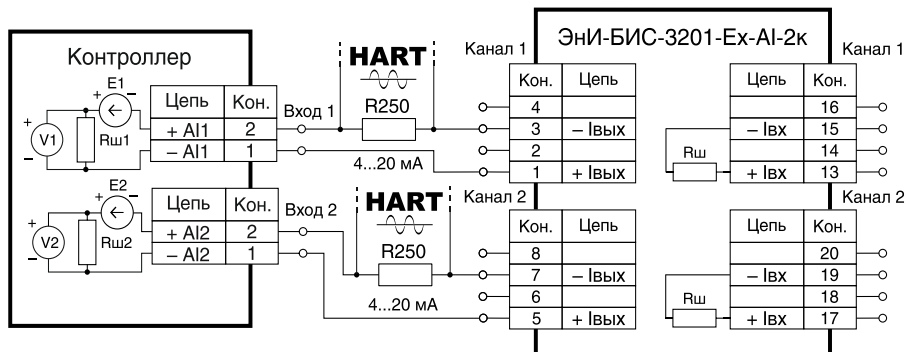 ЭнИ-БИС-3201-Ex-AI-2к
Контроллер
HART
R250
Канал 1
Канал 1
E1
+ −
+
V1
−
Rш1
Цепь Кон.
+ AI1 2
− AI1 1
Вход 1
4...20 мА
Кон. Цепь
4
3 − Iвых
2
1 + Iвых
Rш
Цепь Кон.
16
− Iвх 15
14
+ Iвх 13
E2
+ −
+
V2
−
Rш2
Цепь Кон.
+ AI2 2
− AI2 1
Вход 2
HART
R250
4...20 мА
Канал 2
Канал 2
Кон. Цепь
8
7 − Iвых
6
5 + Iвых
Rш
Цепь Кон.
20
− Iвх 19
18
+ Iвх 17